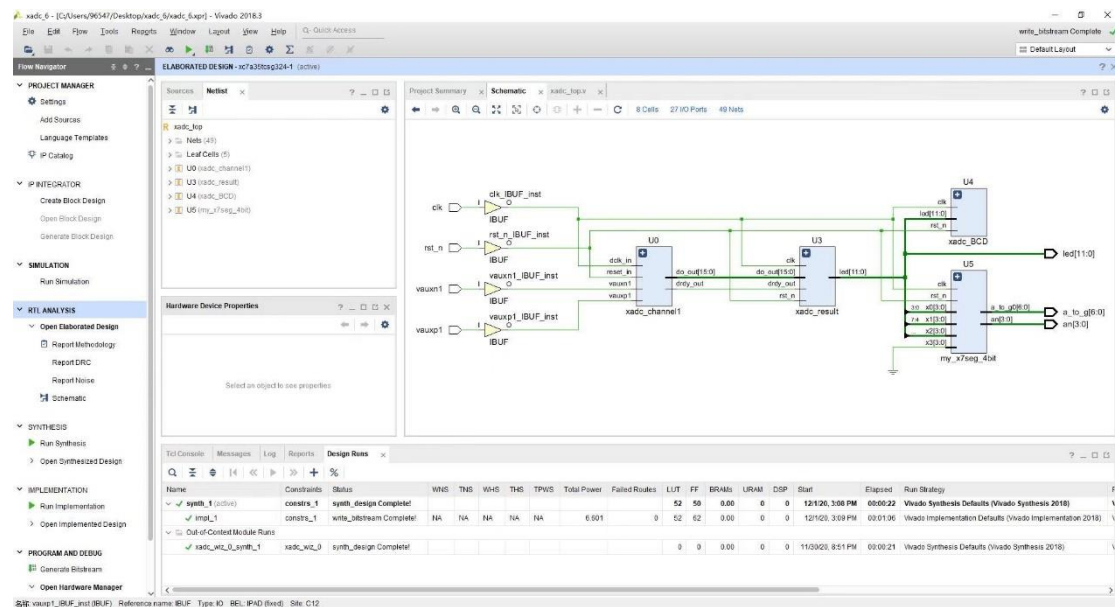 xadc_6 - [C:/Users/96547/Desktop/xadc_6/xadc_6.xpr] - Vivado 2018.3
File Edit Flow Tools Reports Window Layout View Help Q- Quick Access
write_bitstream Complete
Default Layout
Flow Navigator
ELABORATED DESIGN - xc7a35tcsg324-1 (active)
PROJECT MANAGER
Settings
Add Sources
Language Templates
IP Catalog
IP INTEGRATOR
Create Block Design
Open Block Design
Generate Block Design
SIMULATION
Run Simulation
RTL ANALYSIS
Open Elaborated Design
Report Methodology
Report DRC
Report Noise
Schematic
SYNTHESIS
Run Synthesis
Open Synthesized Design
IMPLEMENTATION
Run Implementation
Open Implemented Design
PROGRAM AND DEBUG
Generate Bitstream
Open Hardware Manager
Sources Netlist
xadc_top
Nets (49)
Leaf Cells (5)
U0 (xadc_channel1)
U3 (xadc_result)
U4 (xadc_BCD)
U5 (my_x7seg_4bit)
Hardware Device Properties
Select an object to see properties
Project Summary Schematic xadc_top.v
8 Cells 27 I/O Ports 49 Nets
clk
clk_IBUF_inst
I O
IBUF
rst_n
rst_n_IBUF_inst
I O
IBUF
vauxn1
vauxn1_IBUF_inst
I O
IBUF
vauxp1
vauxp1_IBUF_inst
I O
IBUF
U0
dclk_in
reset_in
vauxn1
vauxp1
do_out[15:0]
drdy_out
xadc_channel1
U3
clk
do_out[15:0]
drdy_out
rst_n
led[11:0]
xadc_result
U4
clk
led[11:0]
rst_n
xadc_BCD
led[11:0]
U5
clk
rst_n
3:0 x0[3:0]
7:4 x1[3:0]
x2[3:0]
x3[3:0]
a_to_g0[6:0]
an[3:0]
my_x7seg_4bit
a_to_g[6:0]
an[3:0]
Tcl Console Messages Log Reports Design Runs
Name Constraints Status WNS TNS WHS THS TPWS Total Power Failed Routes LUT FF BRAMs URAM DSP Start Elapsed Run Strategy
synth_1 (active) constrs_1 synth_design Complete! 52 50 0.00 0 0 12/1/20, 3:08 PM 00:00:22 Vivado Synthesis Defaults (Vivado Synthesis 2018)
impl_1 constrs_1 write_bitstream Complete! NA NA NA NA NA 6.601 0 52 62 0.00 0 0 12/1/20, 3:09 PM 00:01:06 Vivado Implementation Defaults (Vivado Implementation 2018)
Out-of-Context Module Runs
xadc_wiz_0_synth_1 xadc_wiz_0 synth_design Complete! 0 0 0.00 0 0 11/30/20, 8:51 PM 00:00:21 Vivado Synthesis Defaults (Vivado Synthesis 2018)
名称: vauxp1_IBUF_inst (IBUF) Reference name: IBUF Type: IO BEL: IPAD (fixed) Site: C12